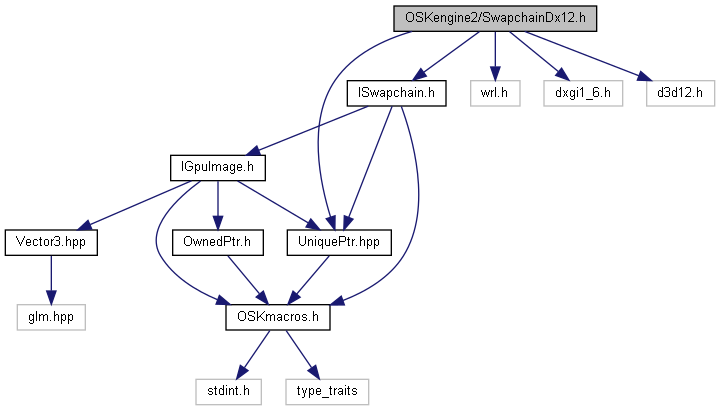 OSKengine2/SwapchainDx12.h
ISwapchain.h
wrl.h
dxgi1_6.h
d3d12.h
IGpuImage.h
Vector3.hpp
OwnedPtr.h
UniquePtr.hpp
glm.hpp
OSKmacros.h
stdint.h
type_traits